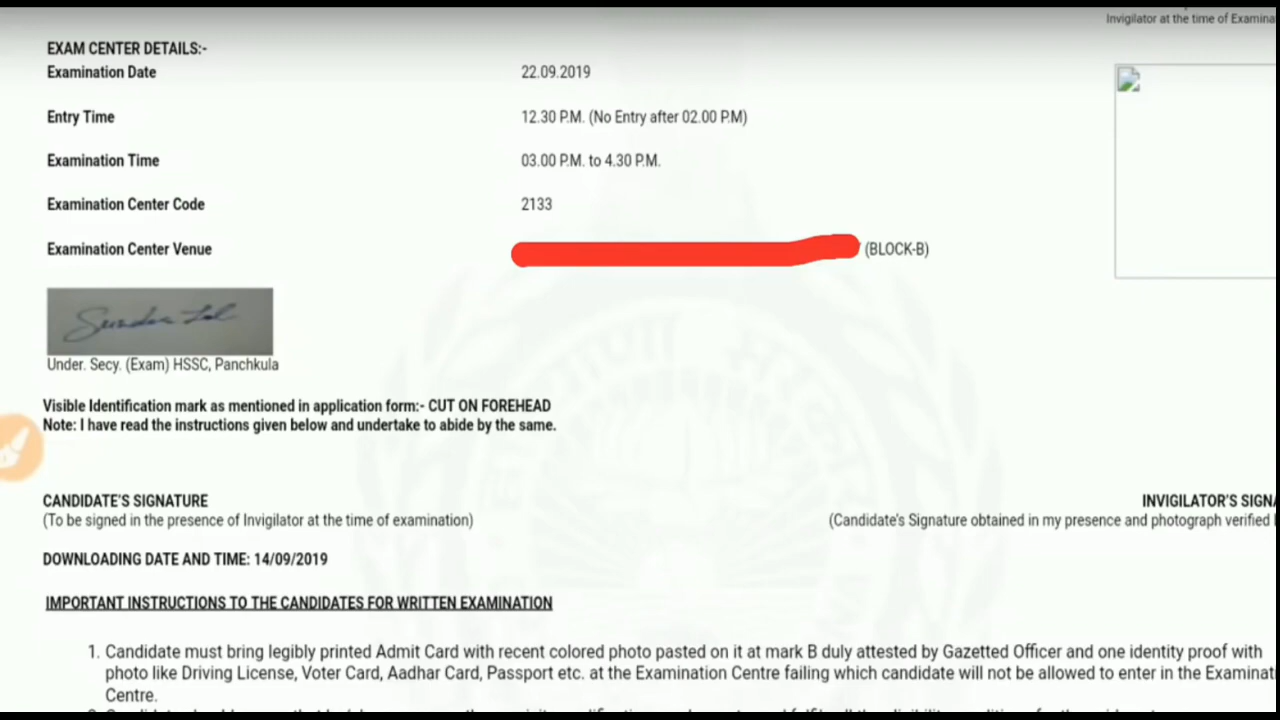 Invigilator at the time of Examina
EXAM CENTER DETAILS:-
Examination Date 22.09.2019
Entry Time 12.30 P.M. (No Entry after 02.00 P.M)
Examination Time 03.00 P.M. to 4.30 P.M.
Examination Center Code 2133
Examination Center Venue (BLOCK-B)
Under. Secy. (Exam) HSSC, Panchkula
Visible Identification mark as mentioned in application form:- CUT ON FOREHEAD
Note: I have read the instructions given below and undertake to abide by the same.
CANDIDATE'S SIGNATURE INVIGILATOR'S SIGNA
(To be signed in the presence of Invigilator at the time of examination) (Candidate's Signature obtained in my presence and photograph verified
DOWNLOADING DATE AND TIME: 14/09/2019
IMPORTANT INSTRUCTIONS TO THE CANDIDATES FOR WRITTEN EXAMINATION
1. Candidate must bring legibly printed Admit Card with recent colored photo pasted on it at mark B duly attested by Gazetted Officer and one identity proof with
photo like Driving License, Voter Card, Aadhar Card, Passport etc. at the Examination Centre failing which candidate will not be allowed to enter in the Examinati
Centre.